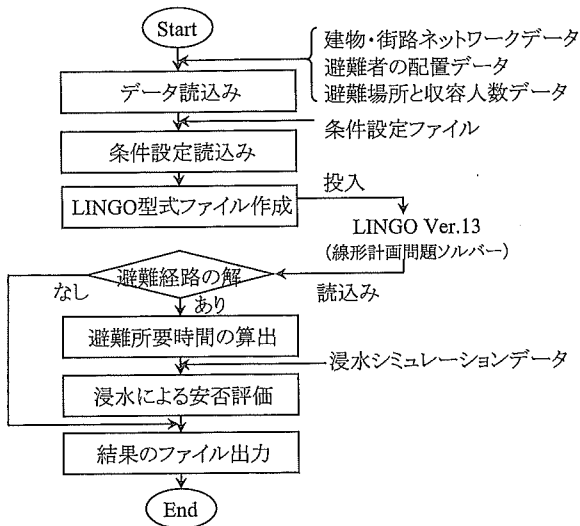 Start
建物・街路ネットワークデータ
避難者の配置データ
避難場所と収容人数データ
データ読込み
条件設定ファイル
条件設定読込み
LINGO型式ファイル作成
投入
LINGO Ver.13
(線形計画問題ソルバー)
避難経路の解
なし
読込み
あり
避難所要時間の算出
浸水シミュレーションデータ
浸水による安否評価
結果のファイル出力
End